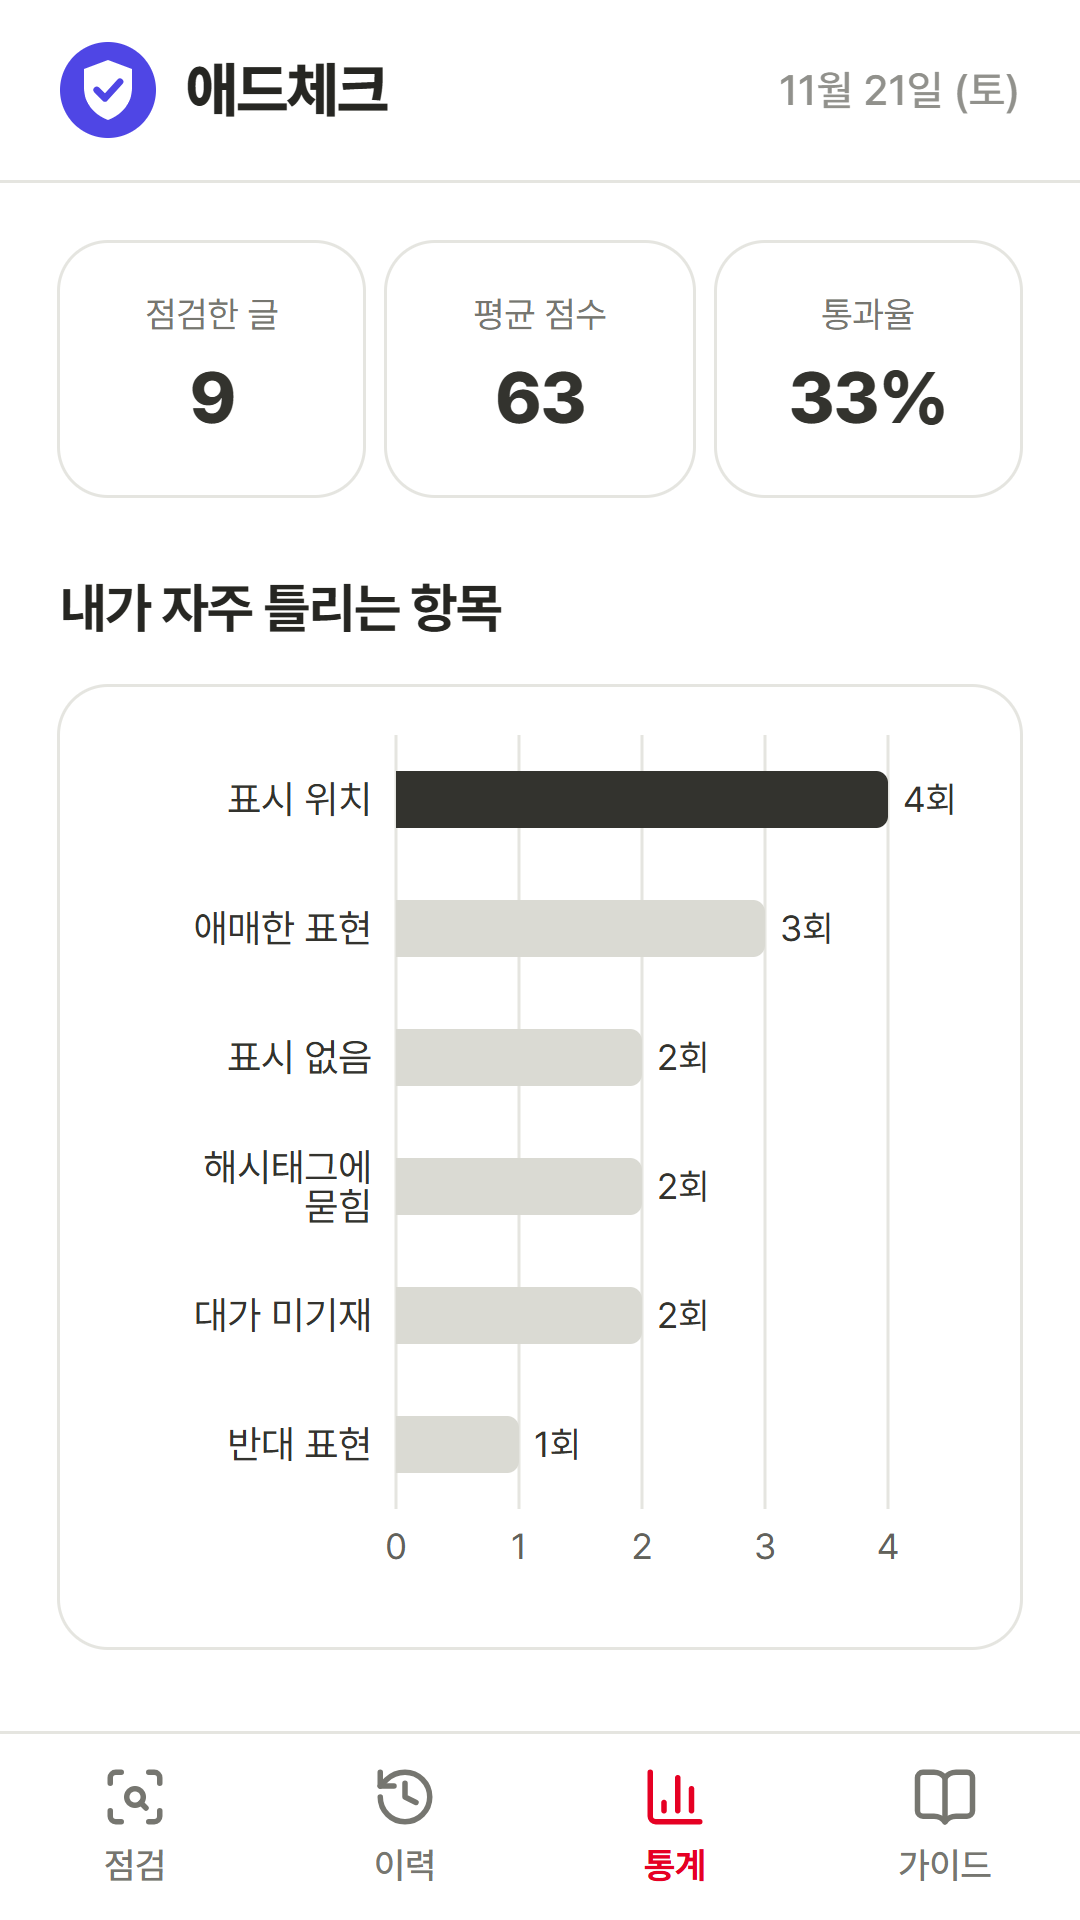 애드체크
11월 21일 (토)
점검한 글
9
평균 점수
63
통과율
33%
내가 자주 틀리는 항목
표시 위치
4회
애매한 표현
3회
표시 없음
2회
해시태그에
묻힘
2회
대가 미기재
2회
반대 표현
1회
0 1 2 3 4
점검
이력
통계
가이드